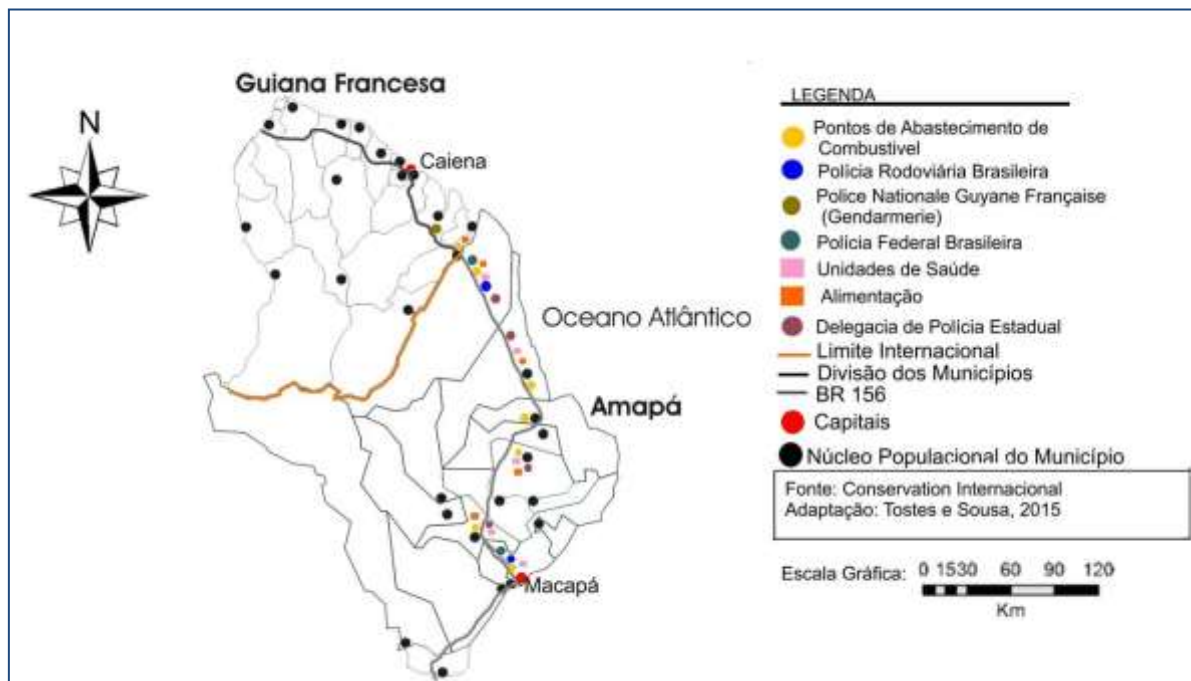 Guiana Francesa
N
Caiena
Oceano Atlântico
Amapá
Macapá
LEGENDA
Pontos de Abastecimento de
Combustivel
Polícia Rodoviária Brasileira
Police Nationale Guyane Française
(Gendarmerie)
Polícia Federal Brasileira
Unidades de Saúde
Alimentação
Delegacia de Polícia Estadual
Limite Internacional
Divisão dos Municípios
BR 156
Capitais
Núcleo Populacional do Município
Fonte: Conservation Internacional
Adaptação: Tostes e Sousa, 2015
Escala Gráfica: 0 15 30 60 90 120
Km